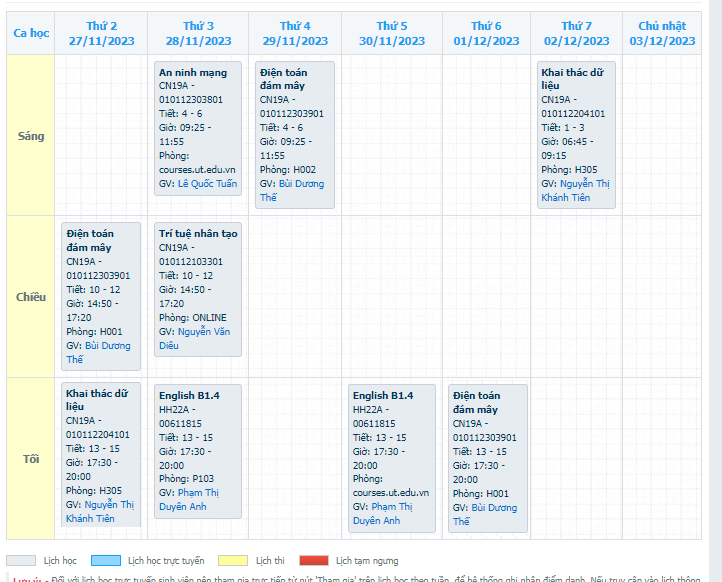 Ca học
Thứ 2
27/11/2023
Thứ 3
28/11/2023
Thứ 4
29/11/2023
Thứ 5
30/11/2023
Thứ 6
01/12/2023
Thứ 7
02/12/2023
Chủ nhật
03/12/2023
Sáng
An ninh mạng
CN19A -
010112303801
Tiết: 4 - 6
Giờ: 09:25 -
11:55
Phòng:
courses.ut.edu.vn
GV: Lê Quốc Tuấn
Điện toán
đám mây
CN19A -
010112303901
Tiết: 4 - 6
Giờ: 09:25 -
11:55
Phòng: H002
GV: Bùi Dương
Thế
Khai thác dữ
liệu
CN19A -
010112204101
Tiết: 1 - 3
Giờ: 06:45 -
09:15
Phòng: H305
GV: Nguyễn Thị
Khánh Tiên
Chiều
Điện toán
đám mây
CN19A -
010112303901
Tiết: 10 - 12
Giờ: 14:50 -
17:20
Phòng: H001
GV: Bùi Dương
Thế
Trí tuệ nhân tạo
CN19A -
010112103301
Tiết: 10 - 12
Giờ: 14:50 -
17:20
Phòng: ONLINE
GV: Nguyễn Văn
Diêu
Tối
Khai thác dữ
liệu
CN19A -
010112204101
Tiết: 13 - 15
Giờ: 17:30 -
20:00
Phòng: H305
GV: Nguyễn Thị
Khánh Tiên
English B1.4
HH22A -
00611815
Tiết: 13 - 15
Giờ: 17:30 -
20:00
Phòng: P103
GV: Phạm Thị
Duyên Anh
English B1.4
HH22A -
00611815
Tiết: 13 - 15
Giờ: 17:30 -
20:00
Phòng:
courses.ut.edu.vn
GV: Phạm Thị
Duyên Anh
Điện toán
đám mây
CN19A -
010112303901
Tiết: 13 - 15
Giờ: 17:30 -
20:00
Phòng: H001
GV: Bùi Dương
Thế
Lịch học
Lịch học trực tuyến
Lịch thi
Lịch tạm ngưng
Lưu ý: - Đối với lịch học trực tuyến sinh viên nên tham gia trực tiếp từ nút 'Tham gia' trên lịch học theo tuần, để hệ thống ghi nhận điểm danh. Nếu truy cập vào lịch thông